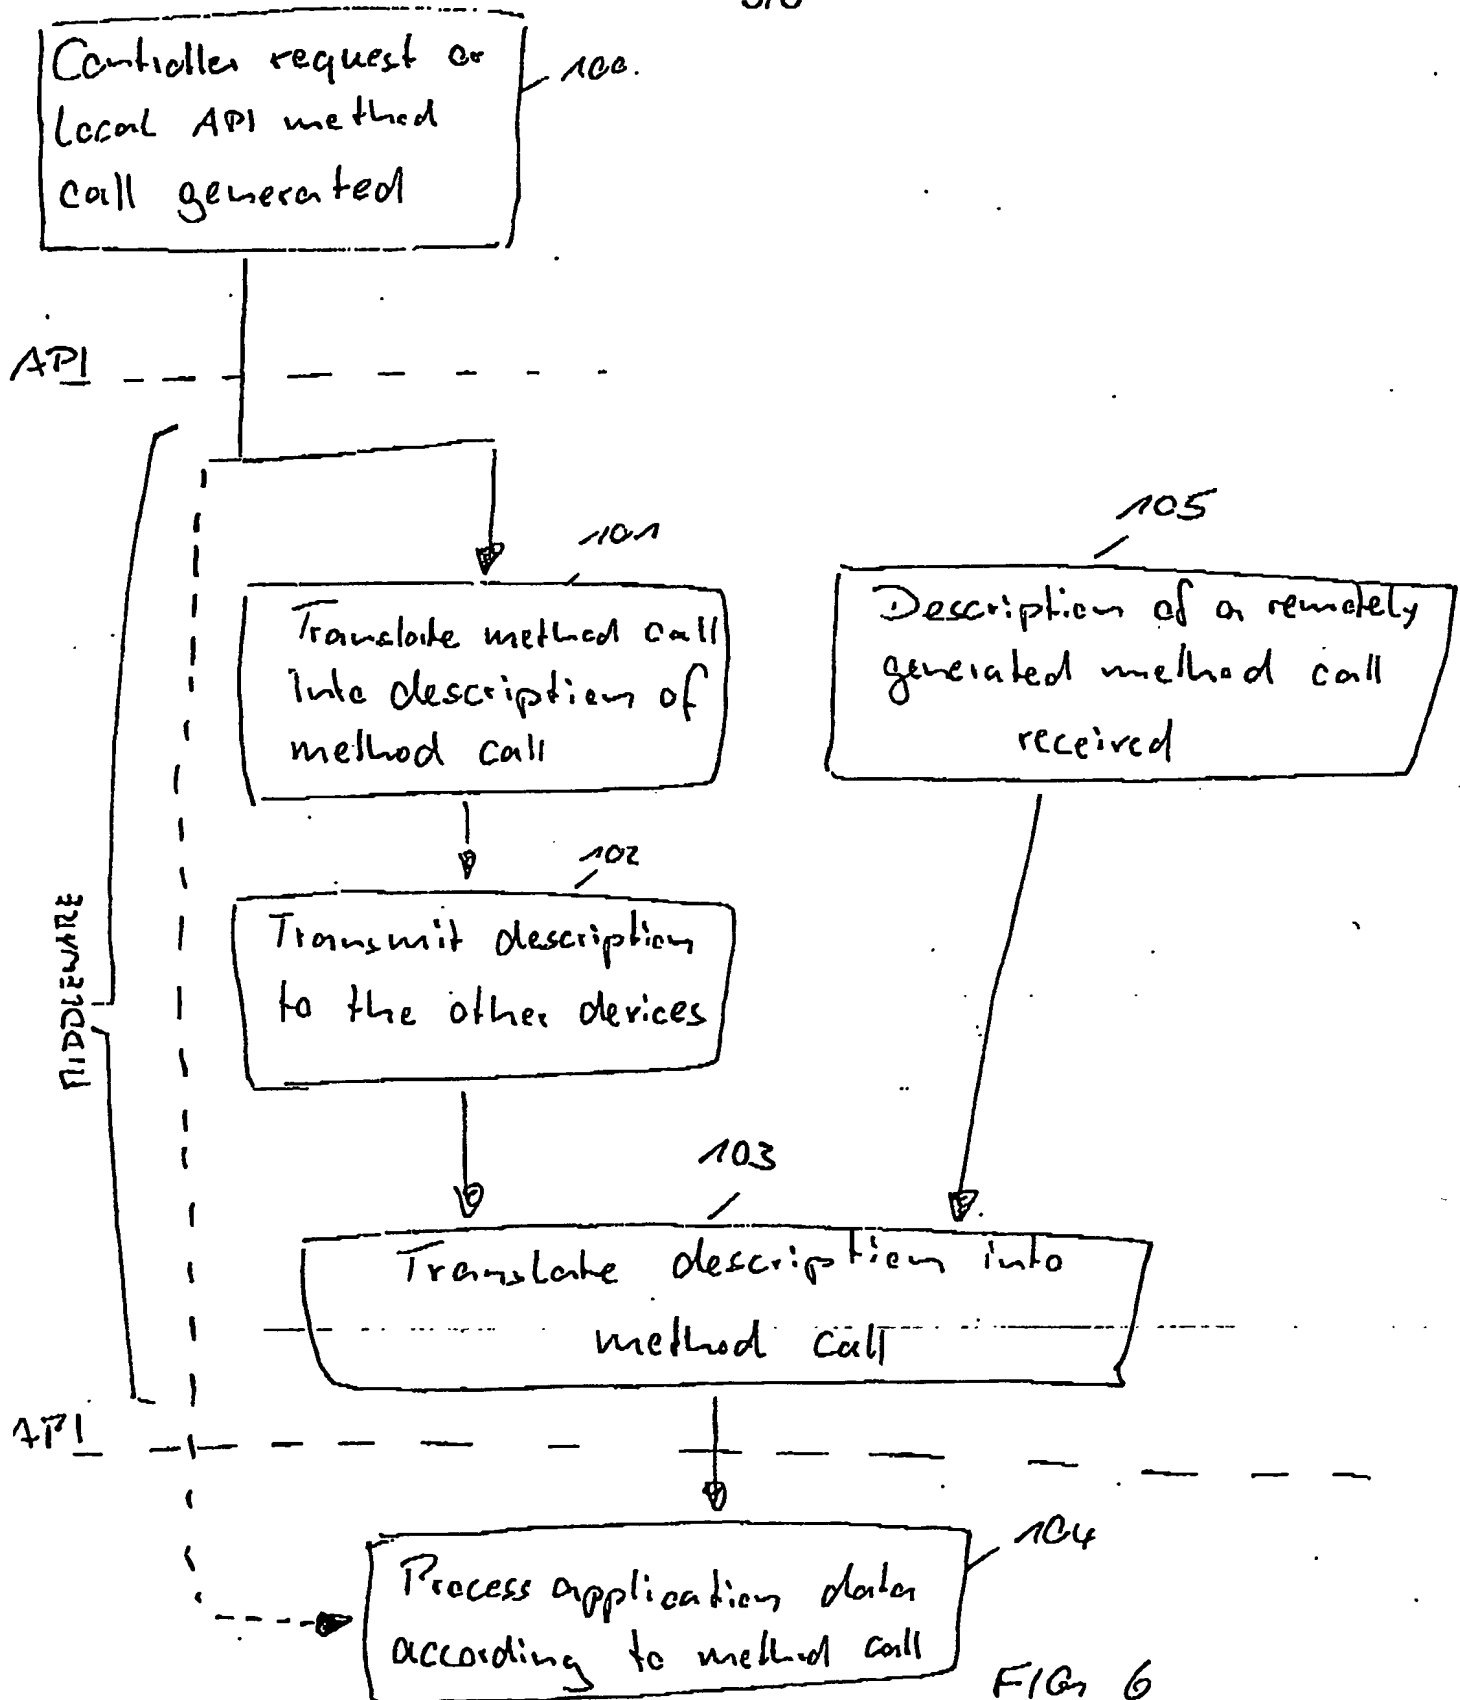 Controller request or
local API method
call generated
100
API
101
Translate method call
into description of
method call
105
Description of a remotely
generated method call
received
102
Transmit description
to the other devices
MIDDLEWARE
103
Translate description into
method call
API
104
Process application data
according to method call
FIG 6